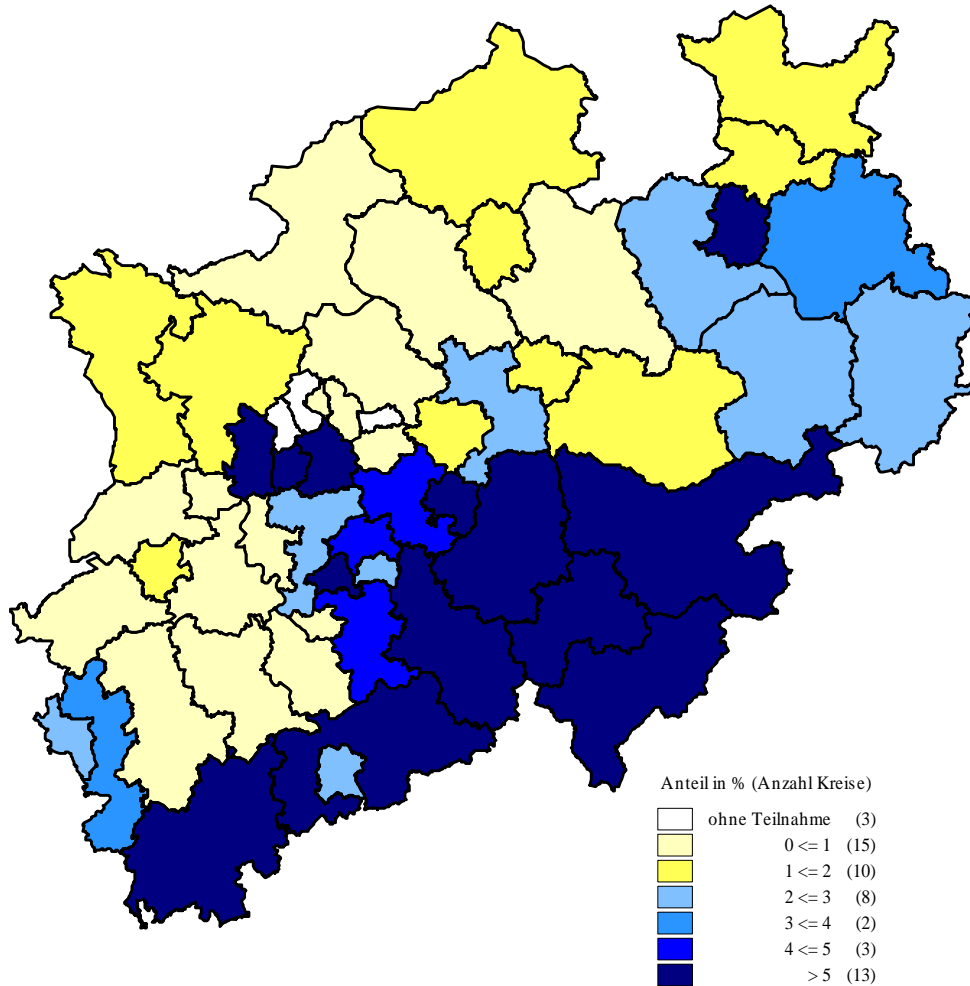 Anteil in % (Anzahl Kreise)
ohne Teilnahme (3)
0 <= 1 (15)
1 <= 2 (10)
2 <= 3 (8)
3 <= 4 (2)
4 <= 5 (3)
> 5 (13)